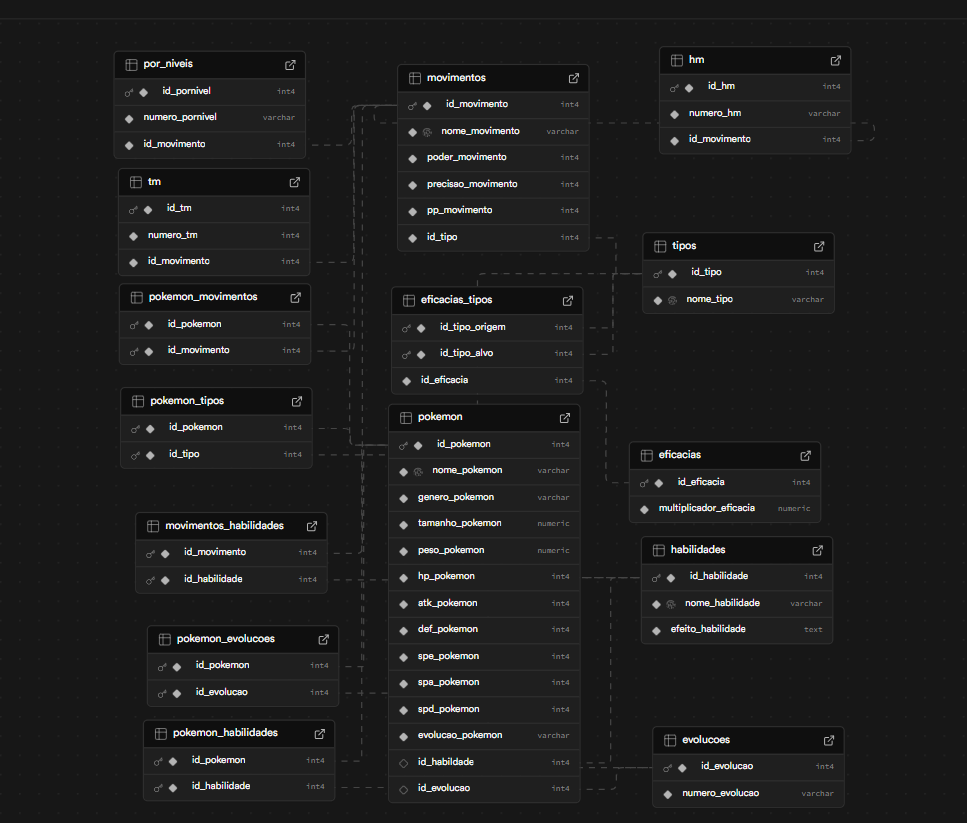 por_niveis
id_pornivel int4
numero_pornivel varchar
id_movimento int4
tm
id_tm int4
numero_tm int4
id_movimento int4
pokemon_movimentos
id_pokemon int4
id_movimento int4
pokemon_tipos
id_pokemon int4
id_tipo int4
movimentos_habilidades
id_movimento int4
id_habilidade int4
pokemon_evolucoes
id_pokemon int4
id_evolucao int4
pokemon_habilidades
id_pokemon int4
id_habilidade int4
movimentos
id_movimento int4
nome_movimento varchar
poder_movimento int4
precisao_movimento int4
pp_movimento int4
id_tipo int4
eficacias_tipos
id_tipo_origem int4
id_tipo_alvo int4
id_eficacia int4
pokemon
id_pokemon int4
nome_pokemon varchar
genero_pokemon varchar
tamanho_pokemon numeric
peso_pokemon numeric
hp_pokemon int4
atk_pokemon int4
def_pokemon int4
spe_pokemon int4
spa_pokemon int4
spd_pokemon int4
evolucao_pokemon varchar
id_habildade int4
id_evolucao int4
hm
id_hm int4
numero_hm varchar
id_movimento int4
tipos
id_tipo int4
nome_tipo varchar
eficacias
id_eficacia int4
multiplicador_eficacia numeric
habilidades
id_habilidade int4
nome_habilidade varchar
efeito_habilidade text
evolucoes
id_evolucao int4
numero_evolucao varchar